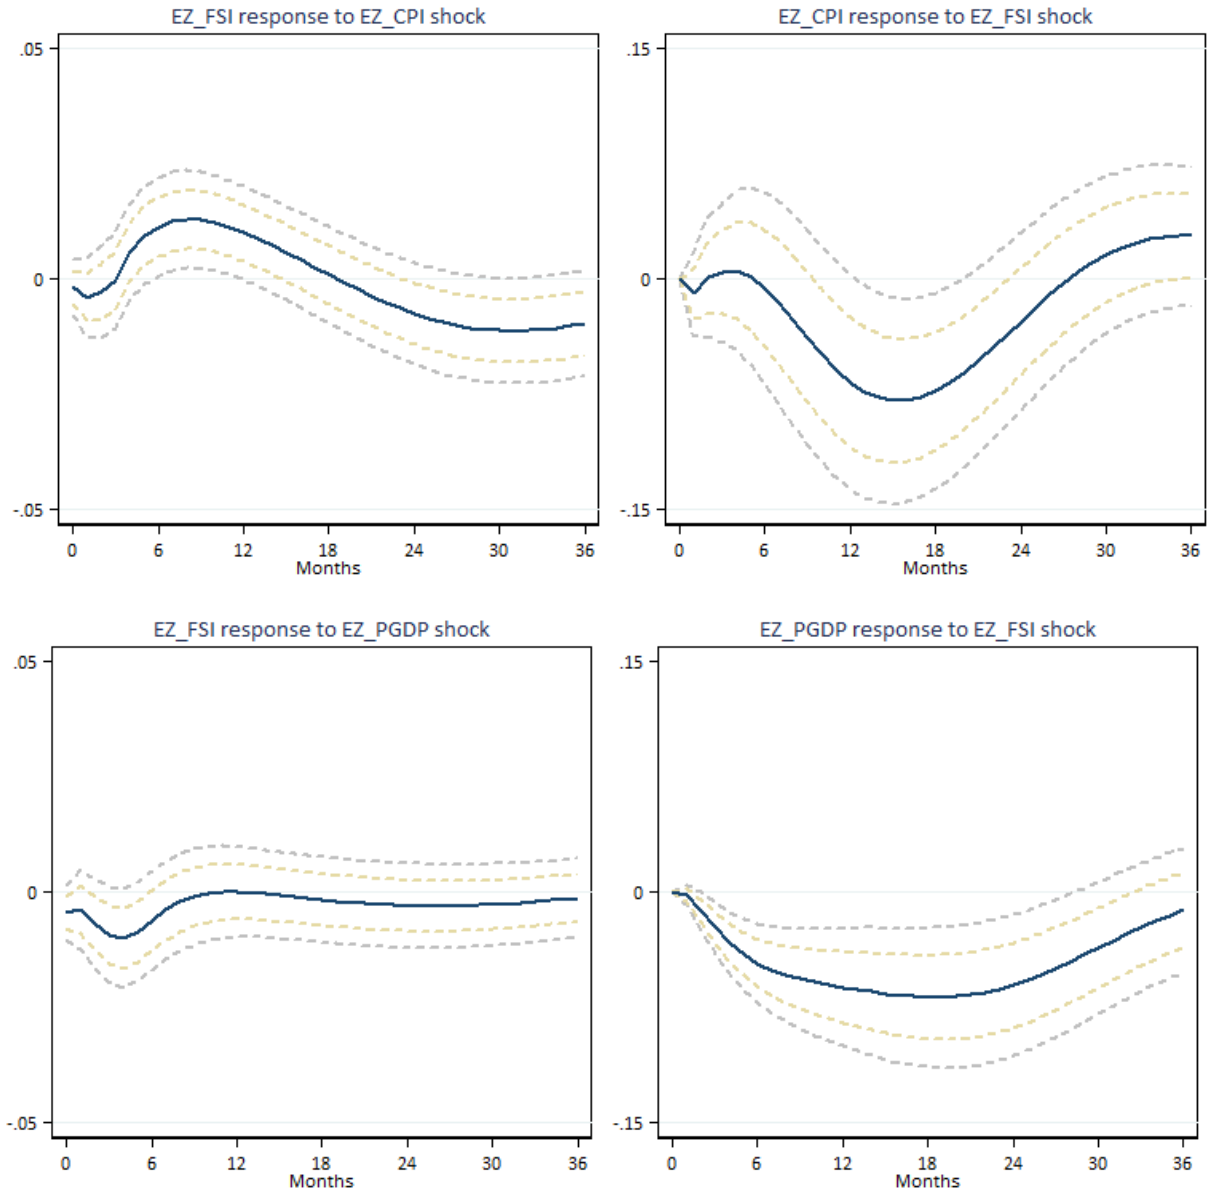 EZ_FSI response to EZ_CPI shock
EZ_CPI response to EZ_FSI shock
.05
0
-.05
0 6 12 18 24 30 36
Months
.15
0
-.15
0 6 12 18 24 30 36
Months
EZ_FSI response to EZ_PGDP shock
EZ_PGDP response to EZ_FSI shock
.05
0
-.05
0 6 12 18 24 30 36
Months
.15
0
-.15
0 6 12 18 24 30 36
Months